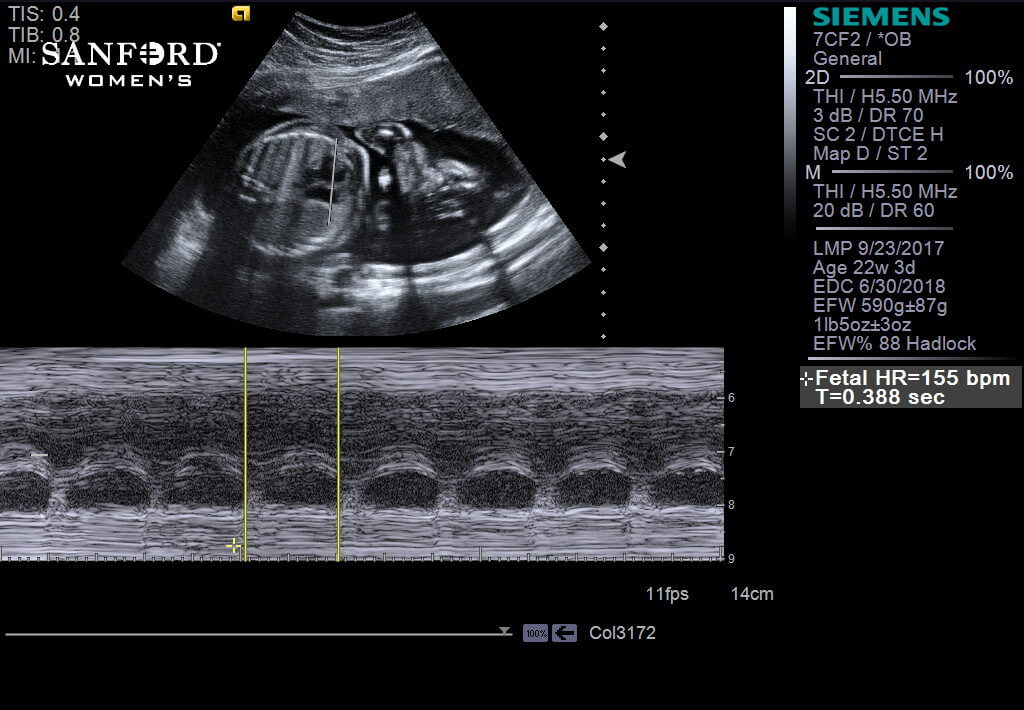 TIS: 0.4
TIB: 0.8
MI:
SANFORD
WOMEN'S
SIEMENS
7CF2 / *OB
General
2D 100%
THI / H5.50 MHz
3 dB / DR 70
SC 2 / DTCE H
Map D / ST 2
M 100%
THI / H5.50 MHz
20 dB / DR 60
LMP 9/23/2017
Age 22w 3d
EDC 6/30/2018
EFW 590g±87g
1lb5oz±3oz
EFW% 88 Hadlock
Fetal HR=155 bpm
T=0.388 sec
6
7
8
9
11fps 14cm
100% Col3172